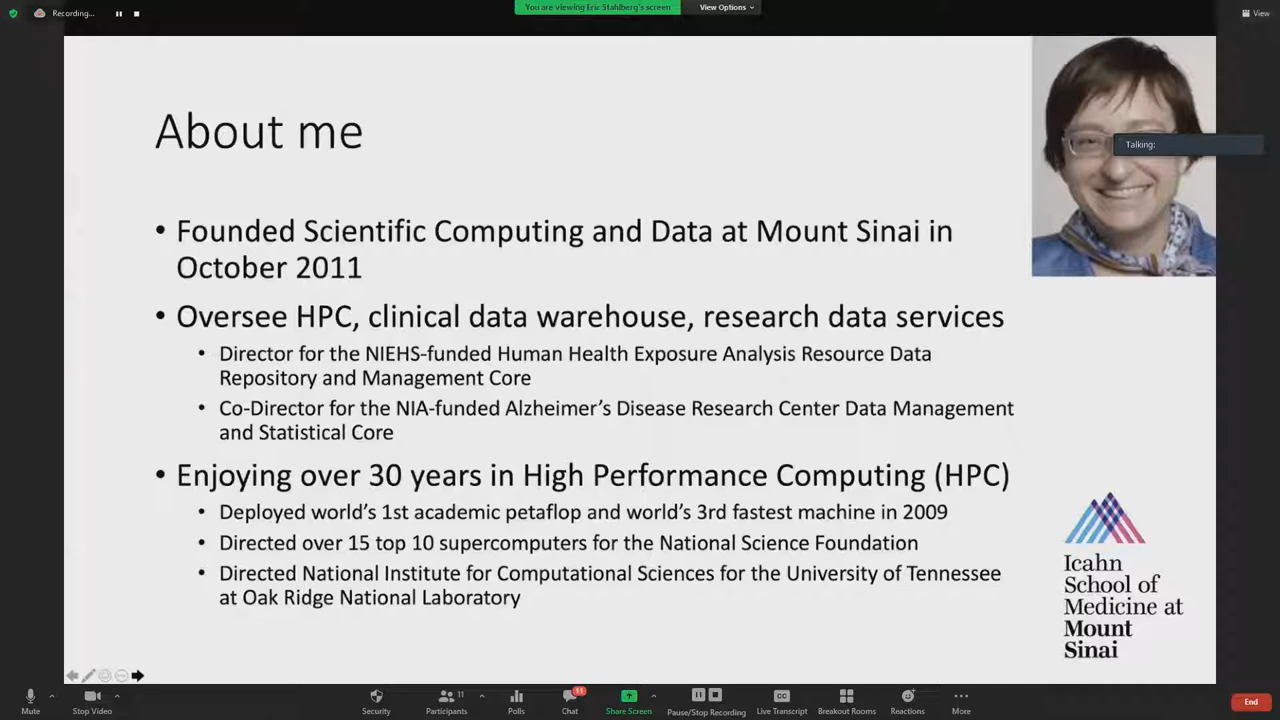 Recording...
You are viewing Eric Stahlberg's screen
View Options
View
About me
Talking:
• Founded Scientific Computing and Data at Mount Sinai in
October 2011
• Oversee HPC, clinical data warehouse, research data services
• Director for the NIEHS-funded Human Health Exposure Analysis Resource Data
Repository and Management Core
• Co-Director for the NIA-funded Alzheimer's Disease Research Center Data Management
and Statistical Core
• Enjoying over 30 years in High Performance Computing (HPC)
• Deployed world's 1st academic petaflop and world's 3rd fastest machine in 2009
• Directed over 15 top 10 supercomputers for the National Science Foundation
• Directed National Institute for Computational Sciences for the University of Tennessee
at Oak Ridge National Laboratory
Icahn
School of
Medicine at
Mount
Sinai
Mute
Stop Video
Security
Participants
11
Polls
Chat
11
Share Screen
Pause/Stop Recording
Live Transcript
Breakout Rooms
Reactions
More
End